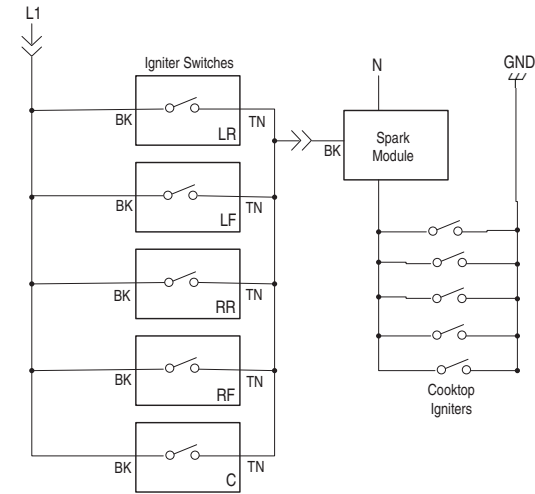 L1
Igniter Switches
BK
TN
LR
BK
TN
LF
BK
TN
RR
BK
TN
RF
BK
TN
C
BK
N
GND
Spark
Module
Cooktop
Igniters